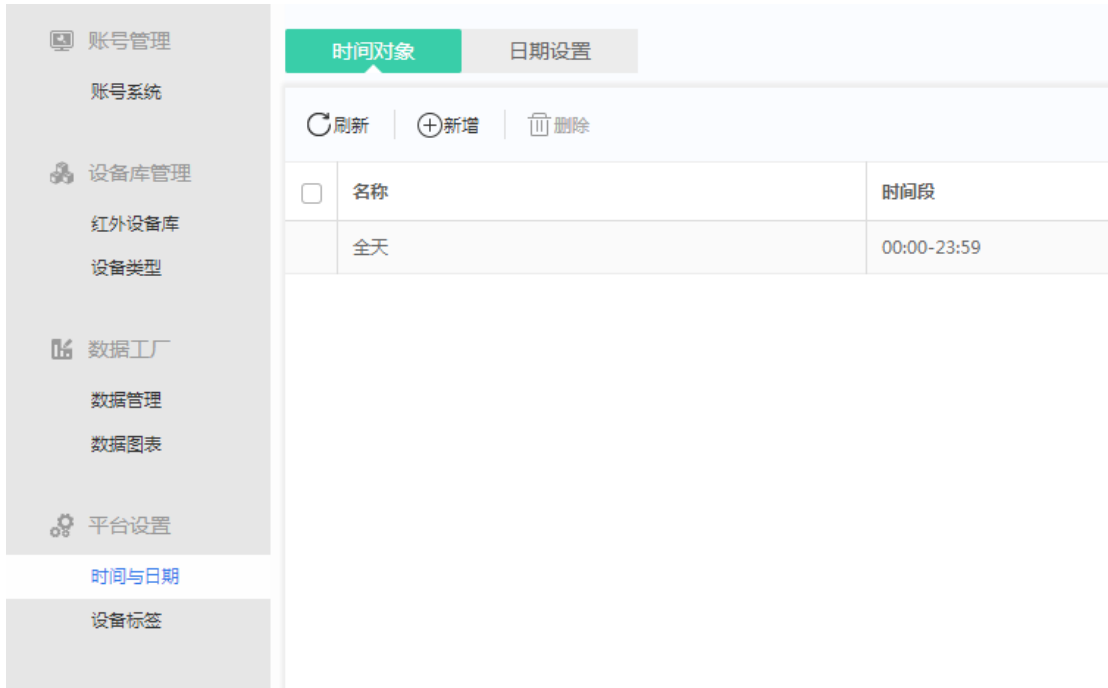 账号管理
账号系统
设备库管理
红外设备库
设备类型
数据工厂
数据管理
数据图表
平台设置
时间与日期
设备标签
时间对象 日期设置
刷新 新增 删除
名称 时间段
全天 00:00-23:59